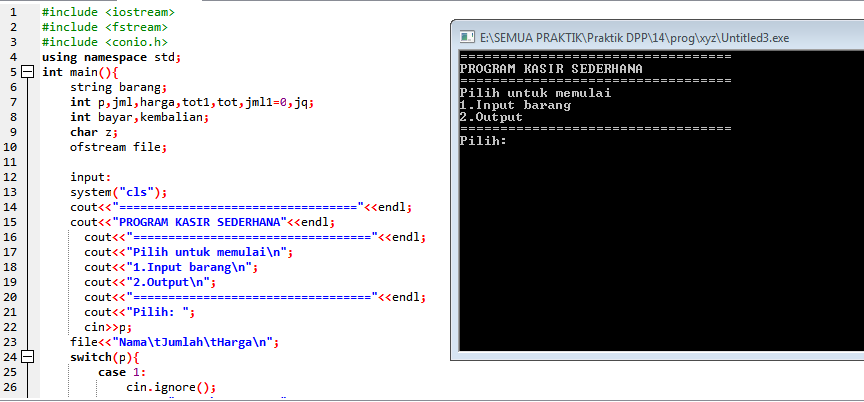 1 #include <iostream>
2 #include <fstream>
3 #include <conio.h>
4 using namespace std;
5 int main(){
6 string barang;
7 int p,jml,harga,tot1,tot,jml1=0,jq;
8 int bayar,kembalian;
9 char z;
10 ofstream file;
11
12 input:
13 system("cls");
14 cout<<"=================================="<<endl;
15 cout<<"PROGRAM KASIR SEDERHANA"<<endl;
16 cout<<"=================================="<<endl;
17 cout<<"Pilih untuk memulai\n";
18 cout<<"1.Input barang\n";
19 cout<<"2.Output\n";
20 cout<<"=================================="<<endl;
21 cout<<"Pilih: ";
22 cin>>p;
23 file<<"Nama\tJumlah\tHarga\n";
24 switch(p){
25 case 1:
26 cin.ignore();
E:\SEMUA PRAKTIK\Praktik DPP\14\prog\xyz\Untitled3.exe
==================================
PROGRAM KASIR SEDERHANA
==================================
Pilih untuk memulai
1.Input barang
2.Output
==================================
Pilih: